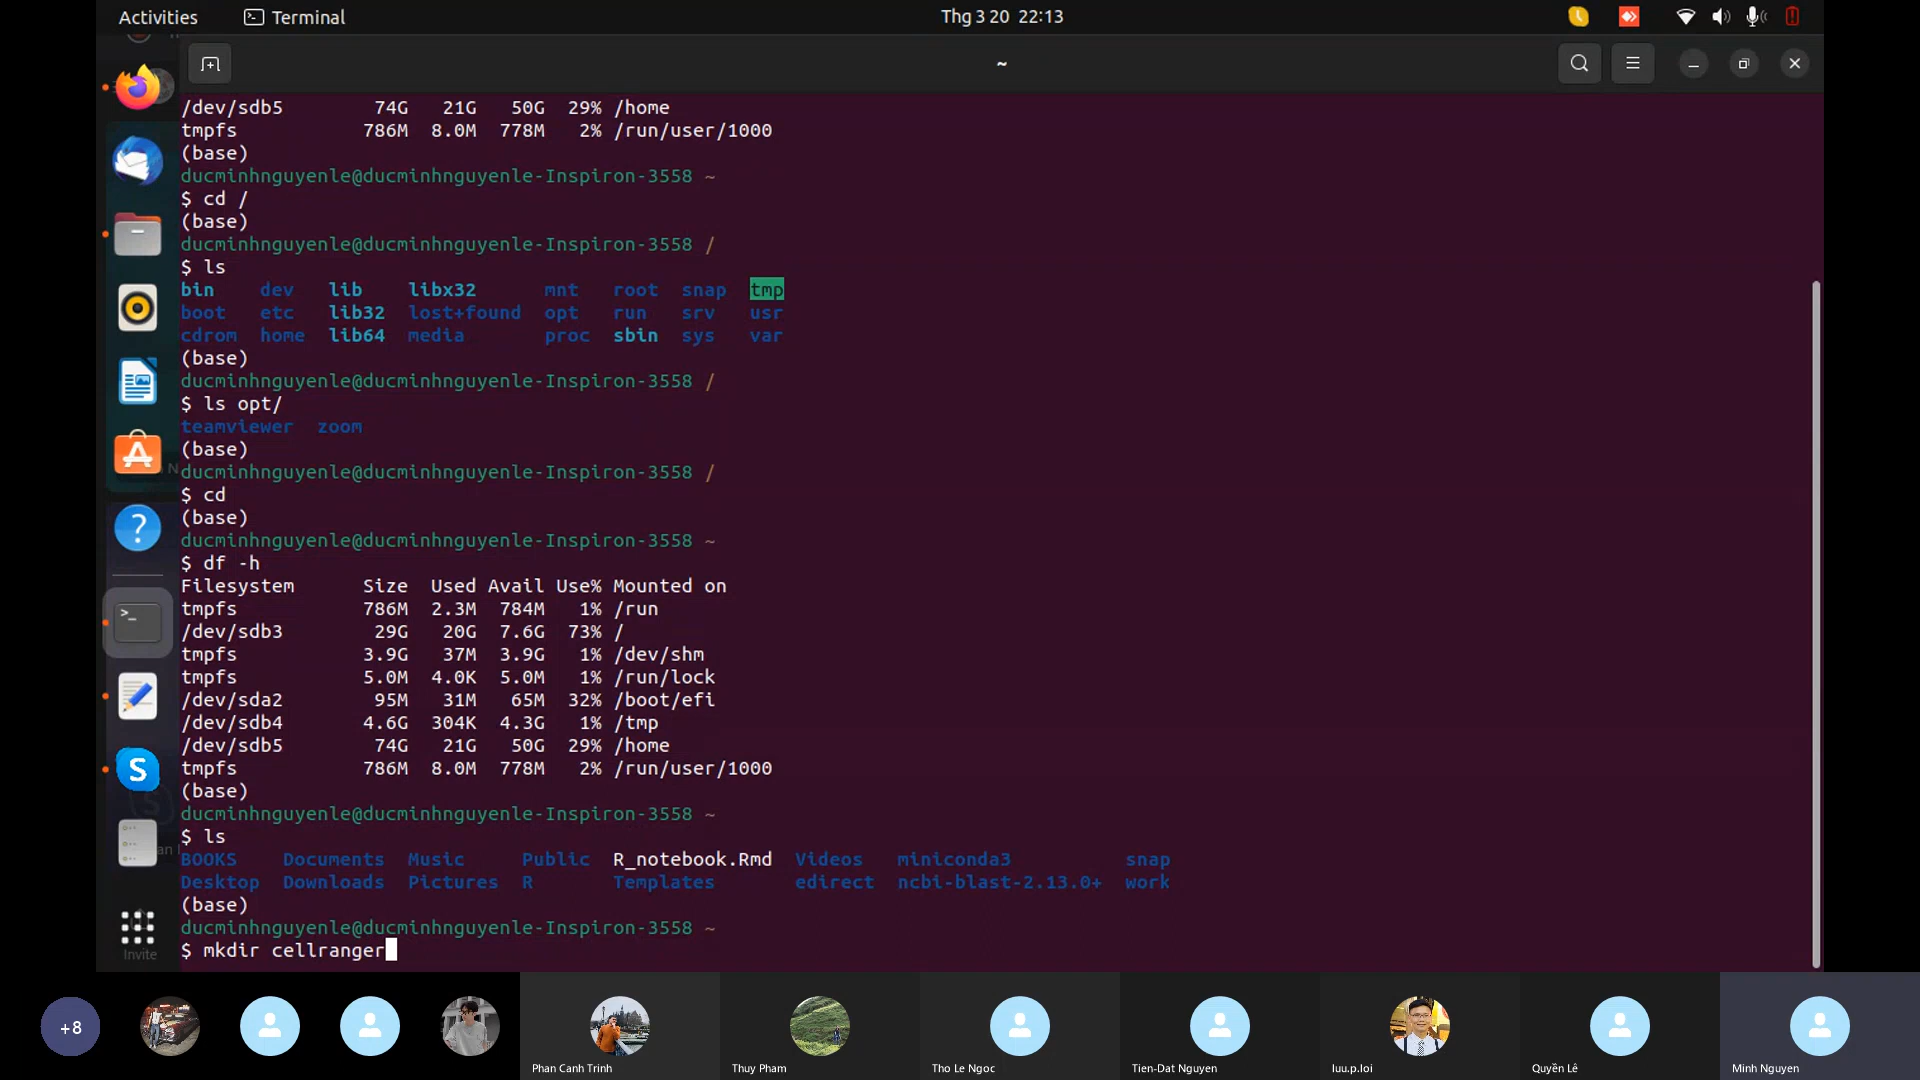 Activities
Terminal
Thg 3 20 22:13
~
/dev/sdb5 74G 21G 50G 29% /home
tmpfs 786M 8.0M 778M 2% /run/user/1000
(base)
ducminhnguyenle@ducminhnguyenle-Inspiron-3558 ~
$ cd /
(base)
ducminhnguyenle@ducminhnguyenle-Inspiron-3558 /
$ ls
bin dev lib libx32 mnt root snap tmp
boot etc lib32 lost+found opt run srv usr
cdrom home lib64 media proc sbin sys var
(base)
ducminhnguyenle@ducminhnguyenle-Inspiron-3558 /
$ ls opt/
teamviewer zoom
(base)
ducminhnguyenle@ducminhnguyenle-Inspiron-3558 /
$ cd
(base)
ducminhnguyenle@ducminhnguyenle-Inspiron-3558 ~
$ df -h
Filesystem Size Used Avail Use% Mounted on
tmpfs 786M 2.3M 784M 1% /run
/dev/sdb3 29G 20G 7.6G 73% /
tmpfs 3.9G 37M 3.9G 1% /dev/shm
tmpfs 5.0M 4.0K 5.0M 1% /run/lock
/dev/sda2 95M 31M 65M 32% /boot/efi
/dev/sdb4 4.6G 304K 4.3G 1% /tmp
/dev/sdb5 74G 21G 50G 29% /home
tmpfs 786M 8.0M 778M 2% /run/user/1000
(base)
ducminhnguyenle@ducminhnguyenle-Inspiron-3558 ~
$ ls
BOOKS Documents Music Public R_notebook.Rmd Videos miniconda3 snap
Desktop Downloads Pictures R Templates edirect ncbi-blast-2.13.0+ work
(base)
ducminhnguyenle@ducminhnguyenle-Inspiron-3558 ~
$ mkdir cellranger
Invite
+8
Phan Canh Trinh
Thuy Pham
Tho Le Ngoc
Tien-Dat Nguyen
luu.p.loi
Quyền Lê
Minh Nguyen